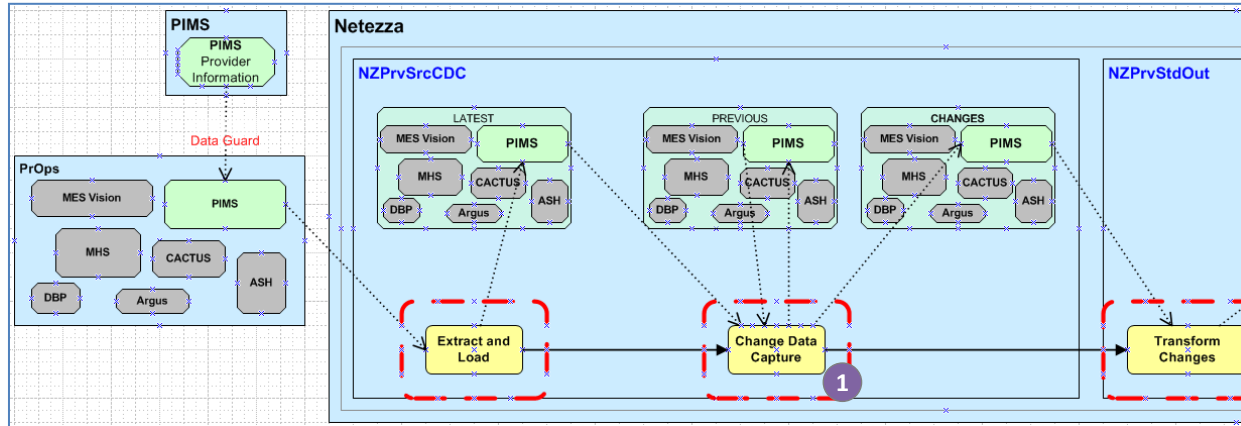 PIMS
PIMS
Provider
Information
Data Guard
PrOps
MES Vision
PIMS
MHS
CACTUS
ASH
DBP
Argus
Netezza
NZPrvSrcCDC
LATEST
MES Vision
PIMS
MHS
CACTUS
ASH
DBP
Argus
PREVIOUS
MES Vision
PIMS
MHS
CACTUS
ASH
DBP
Argus
CHANGES
MES Vision
PIMS
MHS
CACTUS
ASH
DBP
Argus
Extract and
Load
Change Data
Capture
1
NZPrvStdOut
Transform
Changes